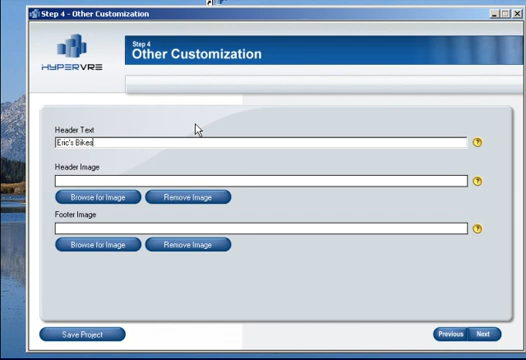 Step 4 - Other Customization
HYPERVRE
Step 4
Other Customization
Header Text
Eric's Bikes
Header Image
Browse for Image Remove Image
Footer Image
Browse for Image Remove Image
Save Project Previous Next